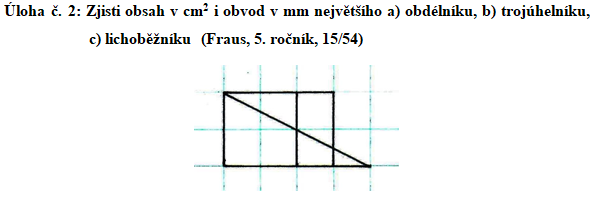 Úloha č. 2: Zjisti obsah v cm² i obvod v mm největšího a) obdélníku, b) trojúhelníku,
c) lichoběžníku (Fraus, 5. ročník, 15/54)